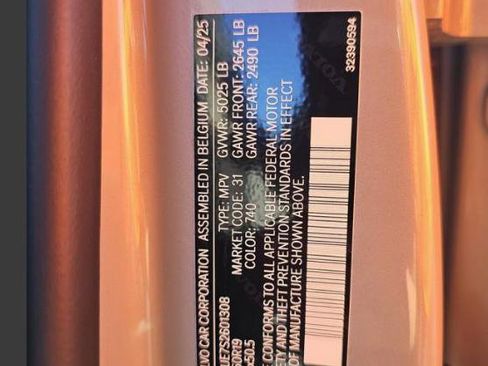 VOLVO CAR CORPORATION ASSEMBLED IN BELGIUM DATE: 04/25
TYPE: MPV GVWR: 5025 LB
MARKET CODE: 31 GAWR FRONT: 2645 LB
COLOR: 740 GAWR REAR: 2490 LB
CONFORMS TO ALL APPLICABLE FEDERAL MOTOR
AND THEFT PREVENTION STANDARDS IN EFFECT
OF MANUFACTURE SHOWN ABOVE.
32390594